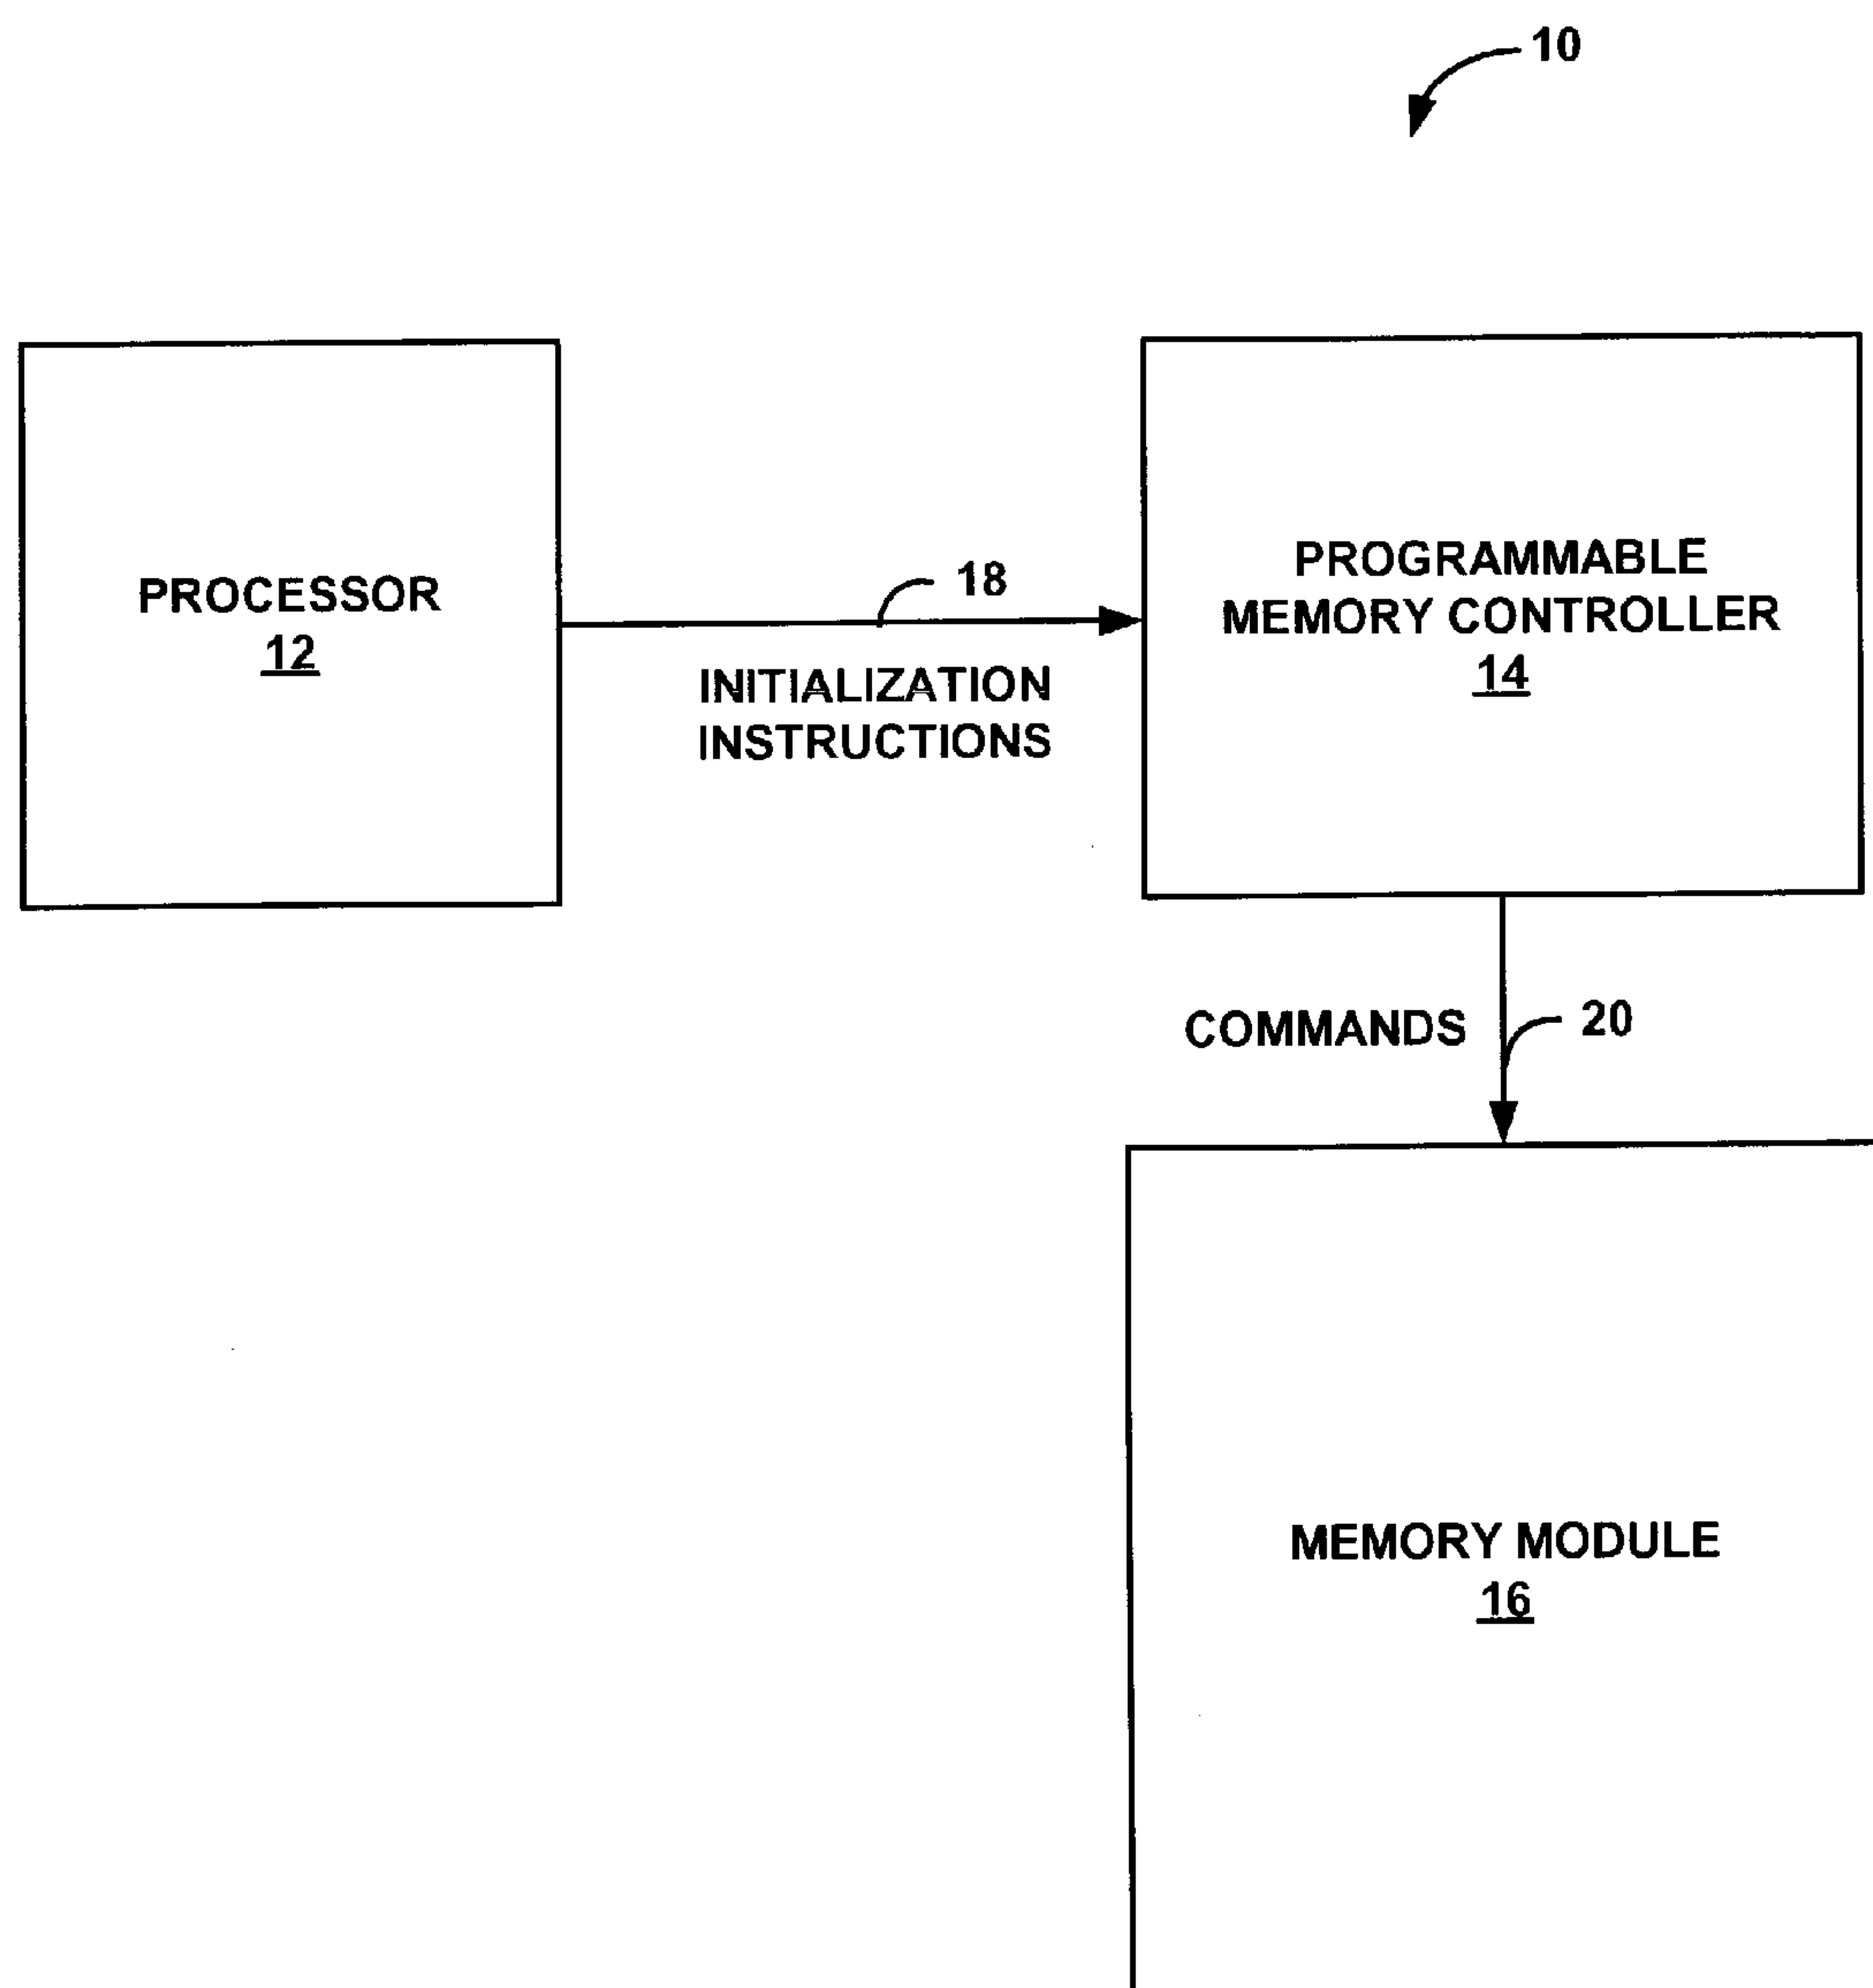 10
PROCESSOR
12
18
INITIALIZATION
INSTRUCTIONS
PROGRAMMABLE
MEMORY CONTROLLER
14
COMMANDS
20
MEMORY MODULE
16